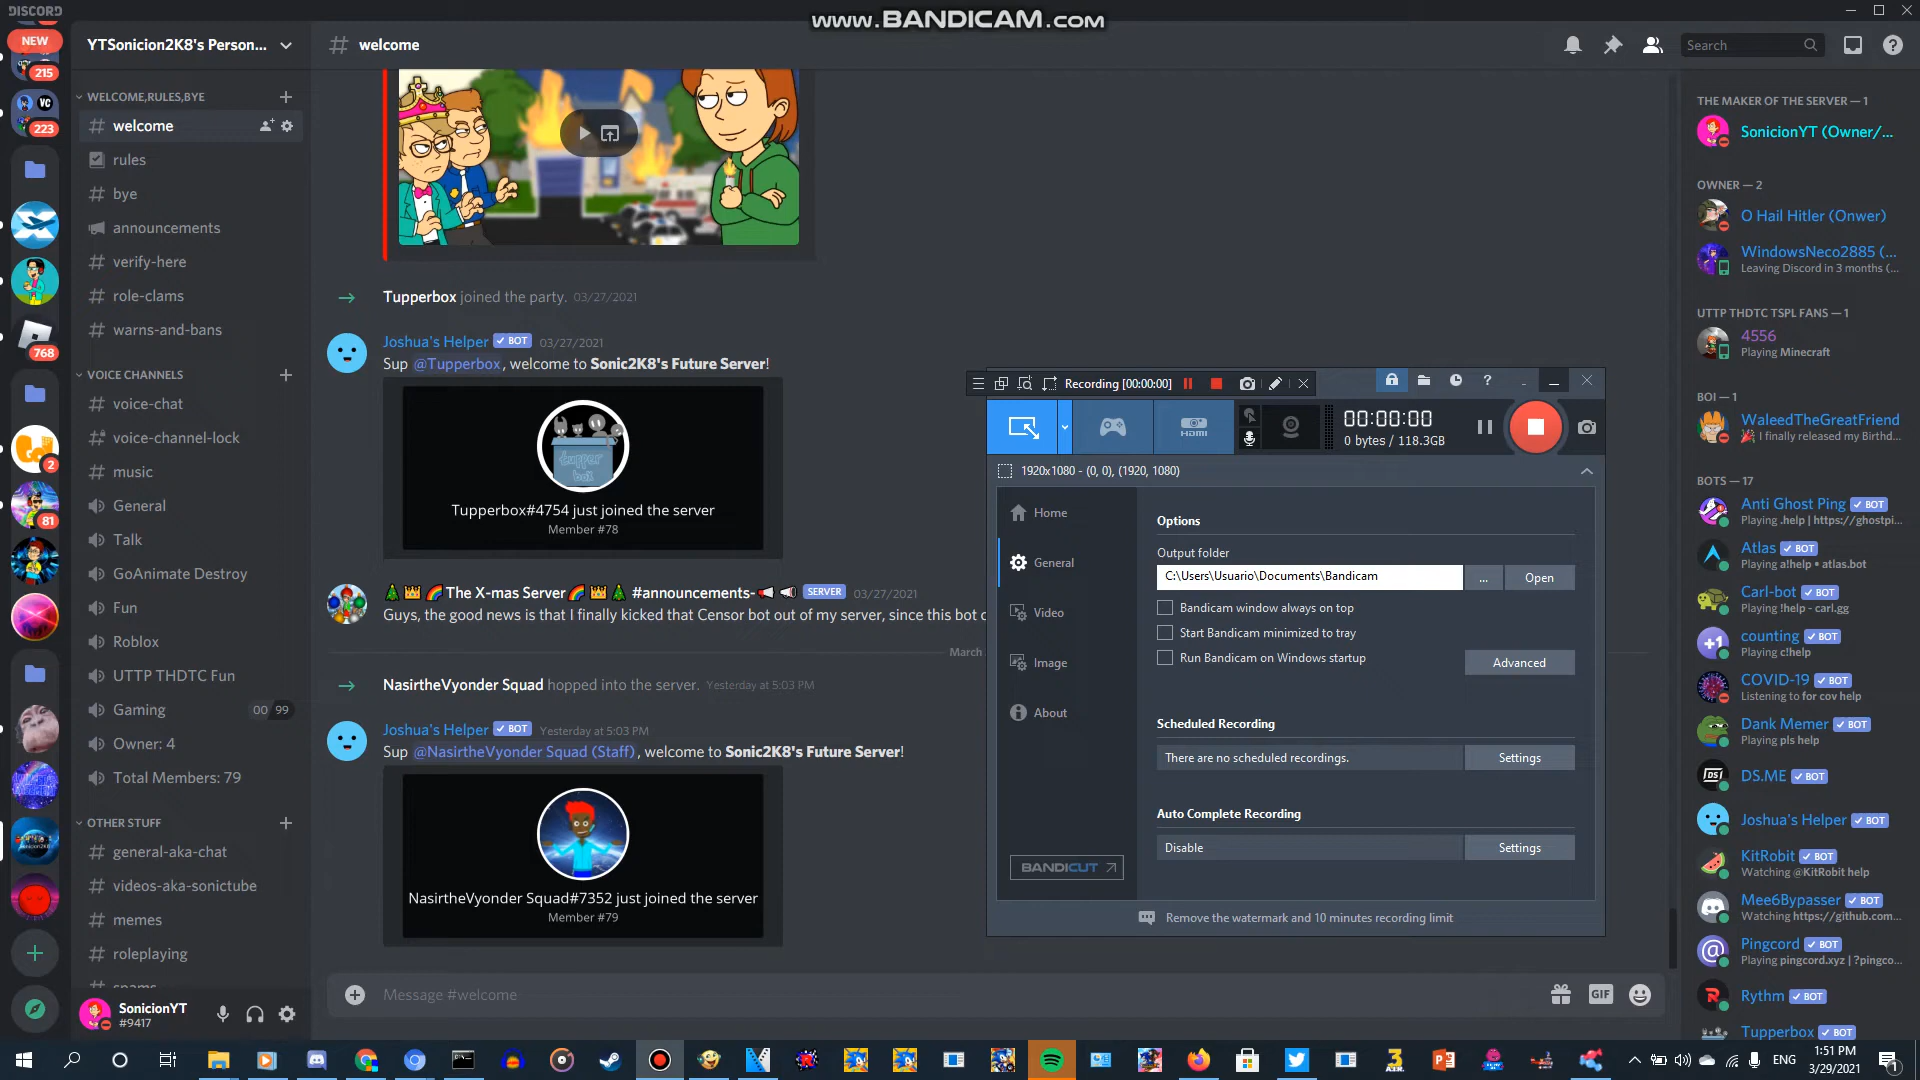 DISCORD
www.BANDICAM.com
NEW
215
223
768
2
81
YTSonicion2K8's Person...
WELCOME,RULES,BYE
welcome
rules
bye
announcements
verify-here
role-clams
warns-and-bans
VOICE CHANNELS
voice-chat
voice-channel-lock
music
General
Talk
GoAnimate Destroy
Fun
Roblox
UTTP THDTC Fun
Gaming 00 99
Owner: 4
Total Members: 79
OTHER STUFF
general-aka-chat
videos-aka-sonictube
memes
roleplaying
SonicionYT
#9417
welcome
Search
Tupperbox joined the party. 03/27/2021
Joshua's Helper BOT 03/27/2021
Sup @Tupperbox, welcome to Sonic2K8's Future Server!
tupper
box
Tupperbox#4754 just joined the server
Member #78
The X-mas Server #announcements- SERVER 03/27/2021
Guys, the good news is that I finally kicked that Censor bot out of my server, since this bot
March
NasirtheVyonder Squad hopped into the server. Yesterday at 5:03 PM
Joshua's Helper BOT Yesterday at 5:03 PM
Sup @NasirtheVyonder Squad (Staff), welcome to Sonic2K8's Future Server!
NasirtheVyonder Squad#7352 just joined the server
Member #79
Message #welcome
GIF
Recording [00:00:00]
HDMI
00:00:00
0 bytes / 118.3GB
1920x1080 - (0, 0), (1920, 1080)
Home
General
Video
Image
About
BANDICUT
Options
Output folder
C:\Users\Usuario\Documents\Bandicam
...
Open
Bandicam window always on top
Start Bandicam minimized to tray
Run Bandicam on Windows startup
Advanced
Scheduled Recording
There are no scheduled recordings.
Settings
Auto Complete Recording
Disable
Settings
Remove the watermark and 10 minutes recording limit
THE MAKER OF THE SERVER — 1
SonicionYT (Owner/...
OWNER — 2
O Hail Hitler (Onwer)
WindowsNeco2885 (...
Leaving Discord in 3 months (...
UTTP THDTC TSPL FANS — 1
4556
Playing Minecraft
BOI — 1
WaleedTheGreatFriend
I finally released my Birthd...
BOTS — 17
Anti Ghost Ping BOT
Playing .help | https://ghostpi...
Atlas BOT
Playing a!help • atlas.bot
Carl-bot BOT
Playing !help - carl.gg
counting BOT
Playing c!help
COVID-19 BOT
Listening to for cov help
Dank Memer BOT
Playing pls help
DS.ME BOT
Joshua's Helper BOT
KitRobit BOT
Watching @KitRobit help
Mee6Bypasser BOT
Watching https://github.com...
Pingcord BOT
Playing pingcord.xyz | ?pingco...
Rythm BOT
Tupperbox BOT
ENG
1:51 PM
3/29/2021